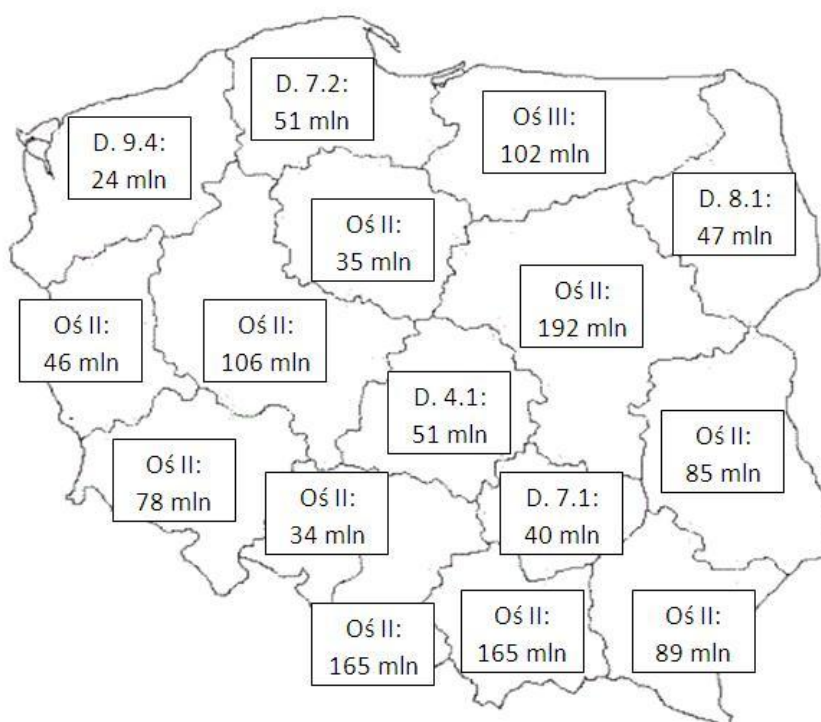 D. 7.2:
51 mln
Oś III:
102 mln
D. 9.4:
24 mln
D. 8.1:
47 mln
Oś II:
35 mln
Oś II:
192 mln
Oś II:
46 mln
Oś II:
106 mln
D. 4.1:
51 mln
Oś II:
85 mln
Oś II:
78 mln
Oś II:
34 mln
D. 7.1:
40 mln
Oś II:
165 mln
Oś II:
165 mln
Oś II:
89 mln